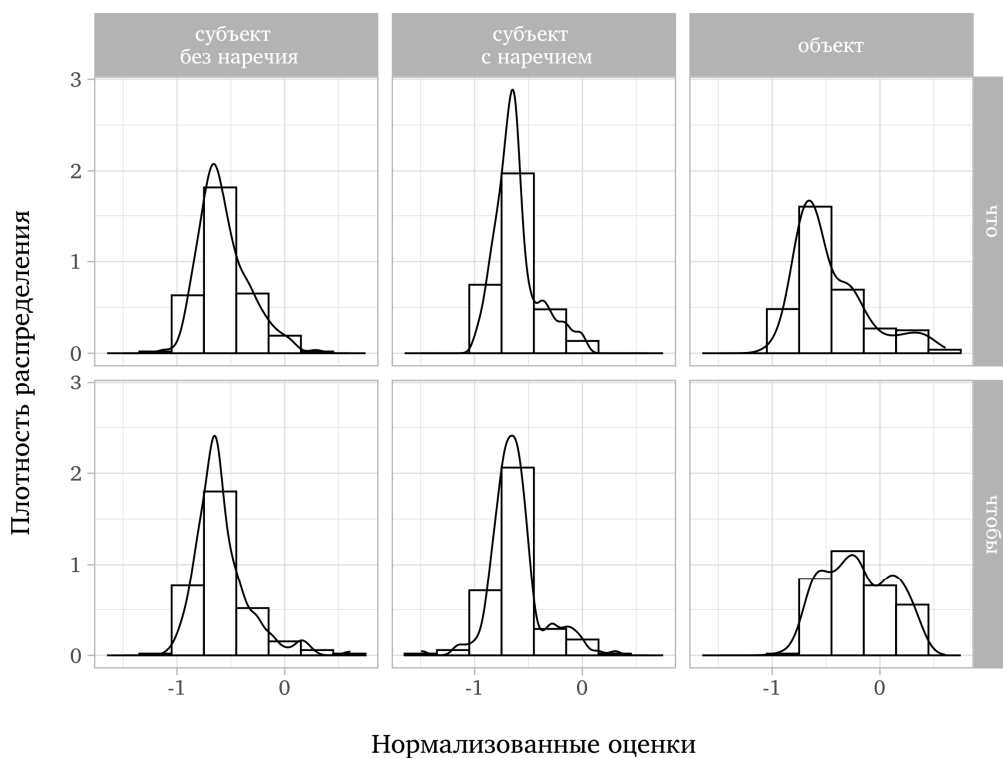 субъект
без наречия
субъект
с наречием
объект
3
2
1
0
что
Плотность распределения
3
2
1
0
чтобы
-1
0
-1
0
-1
0
Нормализованные оценки